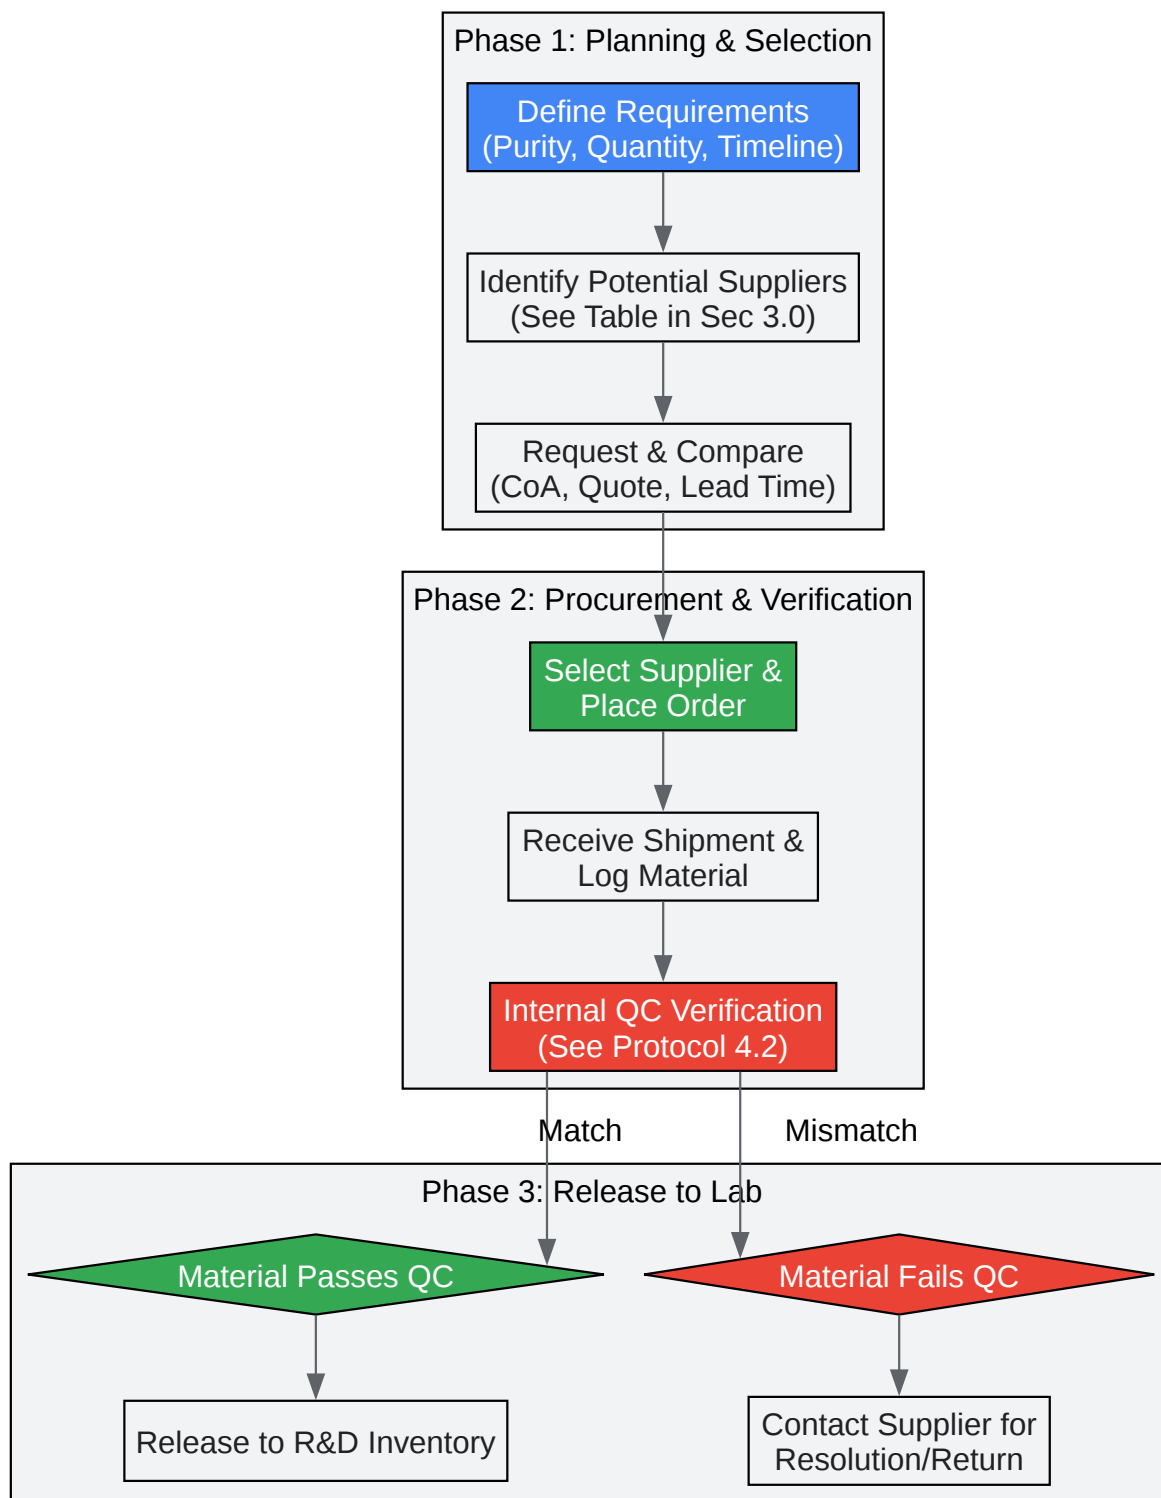 Phase 1: Planning & Selection
Define Requirements
(Purity, Quantity, Timeline)
Identify Potential Suppliers
(See Table in Sec 3.0)
Request & Compare
(CoA, Quote, Lead Time)
Phase 2: Procurement & Verification
Select Supplier &
Place Order
Receive Shipment &
Log Material
Internal QC Verification
(See Protocol 4.2)
Match
Mismatch
Phase 3: Release to Lab
Material Passes QC
Material Fails QC
Release to R&D Inventory
Contact Supplier for
Resolution/Return